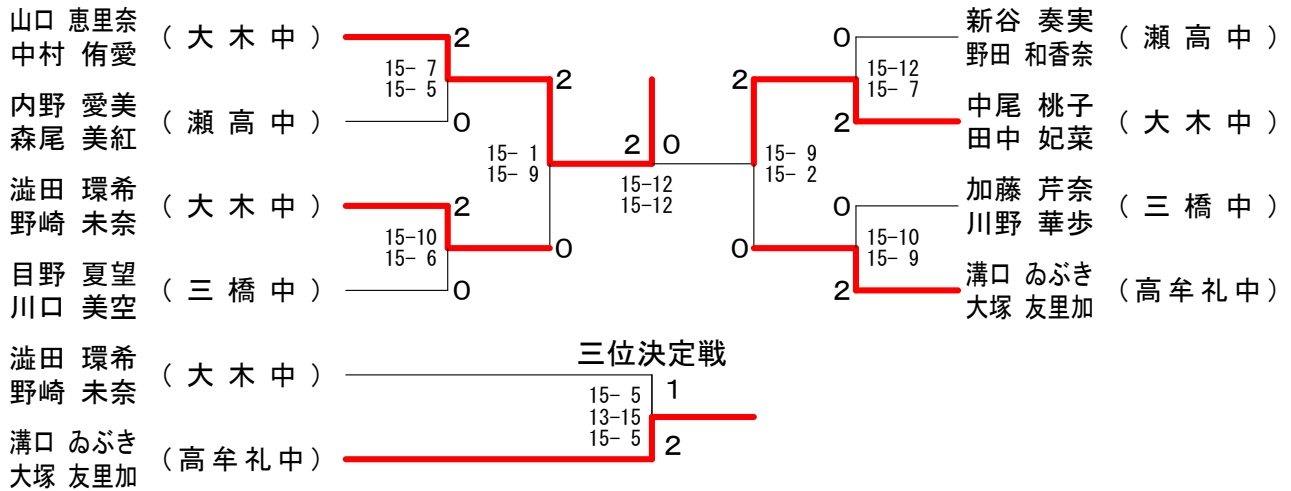 山口 恵里奈
中村 侑愛
(大木中)
2
15- 7
15- 5
内野 愛美
森尾 美紅
(瀬高中)
0
2
15- 1
15- 9
澁田 環希
野崎 未奈
(大木中)
2
15-10
15- 6
目野 夏望
川口 美空
(三橋中)
0
0
2 0
15-12
15-12
新谷 奏実
野田 和香奈
(瀬高中)
0
15-12
15- 7
中尾 桃子
田中 妃菜
(大木中)
2
2
15- 9
15- 2
加藤 芹奈
川野 華歩
(三橋中)
0
15-10
15- 9
溝口 ゐぶき
大塚 友里加
(高牟礼中)
2
0
三位決定戦
澁田 環希
野崎 未奈
(大木中)
1
15- 5
13-15
15- 5
溝口 ゐぶき
大塚 友里加
(高牟礼中)
2